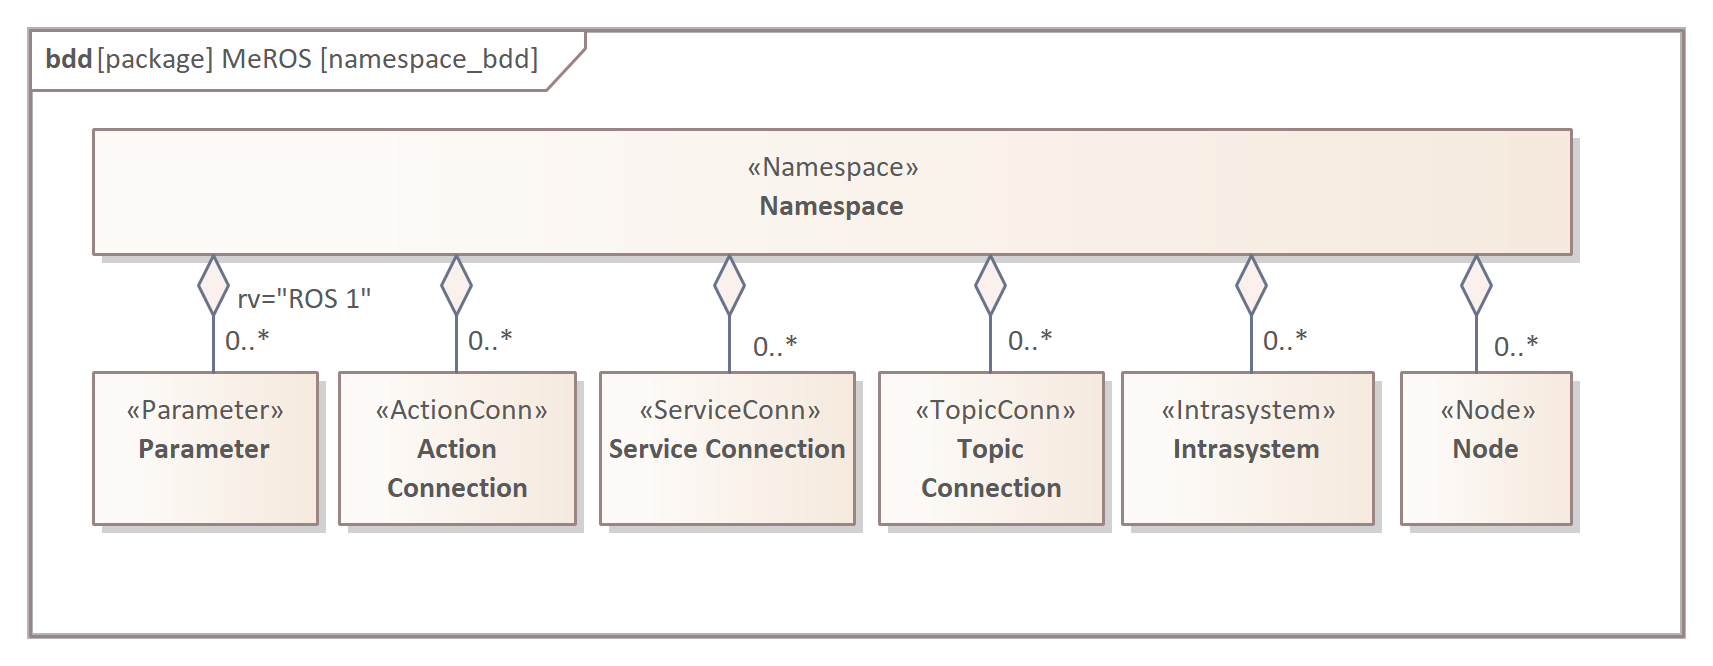 bdd [package] MeROS [namespace_bdd]
«Namespace»
Namespace
rv="ROS 1"
0..*
0..*
0..*
0..*
0..*
0..*
«Parameter»
Parameter
«ActionConn»
Action
Connection
«ServiceConn»
Service Connection
«TopicConn»
Topic
Connection
«Intrasystem»
Intrasystem
«Node»
Node